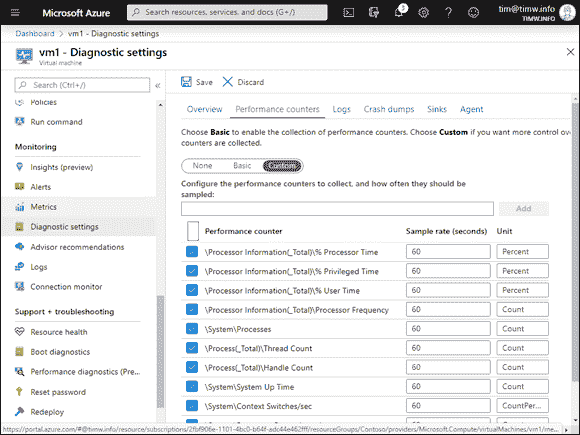 Microsoft Azure
Search resources, services, and docs (G+/)
3
tim@timw.info
TIMW.INFO
Dashboard > vm1 - Diagnostic settings
vm1 - Diagnostic settings
Virtual machine
Search (Ctrl+/)
Policies
Run command
Monitoring
Insights (preview)
Alerts
Metrics
Diagnostic settings
Advisor recommendations
Logs
Connection monitor
Support + troubleshooting
Resource health
Boot diagnostics
Performance diagnostics (Pre...
Reset password
Redeploy
Save Discard
Overview Performance counters Logs Crash dumps Sinks Agent
Choose Basic to enable the collection of performance counters. Choose Custom if you want more control ov
counters are collected.
None Basic Custom
Configure the performance counters to collect, and how often they should be
sampled:
Add
Performance counter Sample rate (seconds) Unit
\Processor Information(_Total)\% Processor Time 60 Percent
\Processor Information(_Total)\% Privileged Time 60 Percent
\Processor Information(_Total)\% User Time 60 Percent
\Processor Information(_Total)\Processor Frequency 60 Count
\System\Processes 60 Count
\Process(_Total)\Thread Count 60 Count
\Process(_Total)\Handle Count 60 Count
\System\System Up Time 60 Count
\System\Context Switches/sec 60 CountPer...